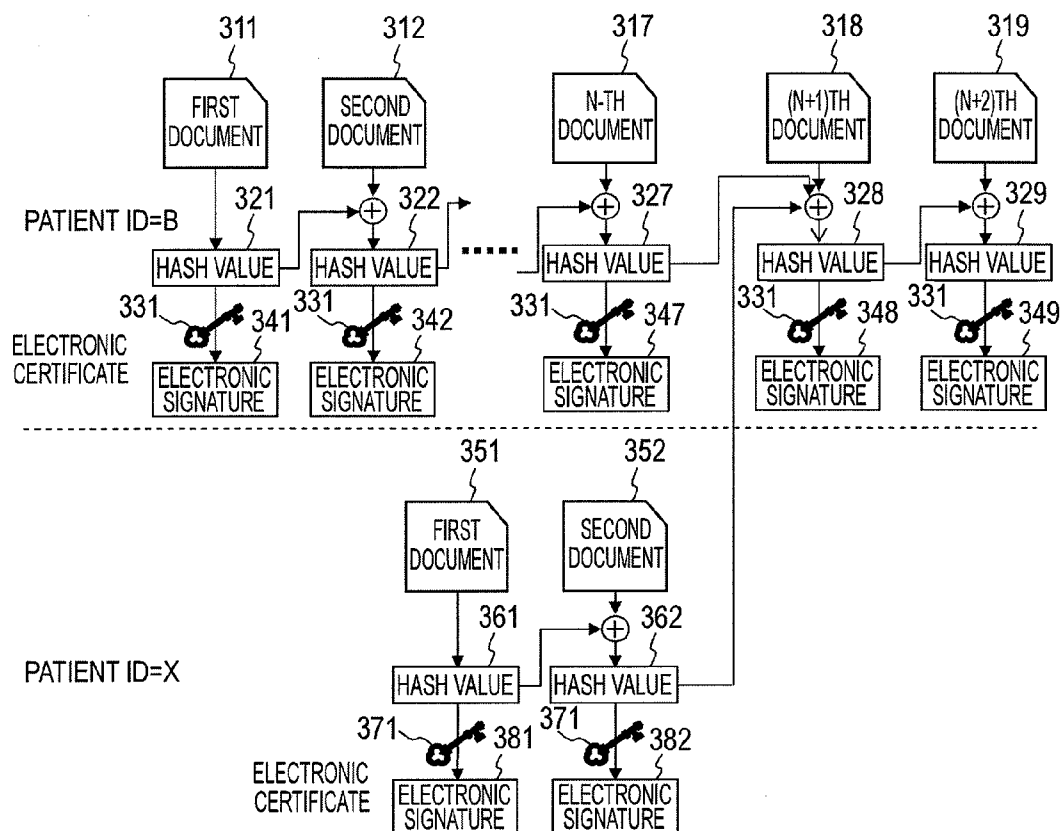 311 312 317 318 319
FIRST DOCUMENT
SECOND DOCUMENT
N-TH DOCUMENT
(N+1)TH DOCUMENT
(N+2)TH DOCUMENT
321 322 327 328 329
PATIENT ID=B
HASH VALUE HASH VALUE HASH VALUE HASH VALUE HASH VALUE
331 341 331 342 331 347 331 348 331 349
ELECTRONIC CERTIFICATE
ELECTRONIC SIGNATURE
ELECTRONIC SIGNATURE
ELECTRONIC SIGNATURE
ELECTRONIC SIGNATURE
ELECTRONIC SIGNATURE
351 352
FIRST DOCUMENT
SECOND DOCUMENT
361 362
PATIENT ID=X
HASH VALUE HASH VALUE
371 381 371 382
ELECTRONIC CERTIFICATE
ELECTRONIC SIGNATURE
ELECTRONIC SIGNATURE